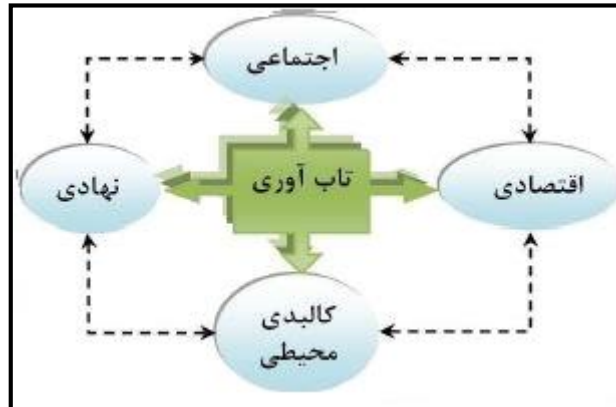 اجتماعی
تاب آوری
اقتصادی
نهادی
کالبدی
محیطی